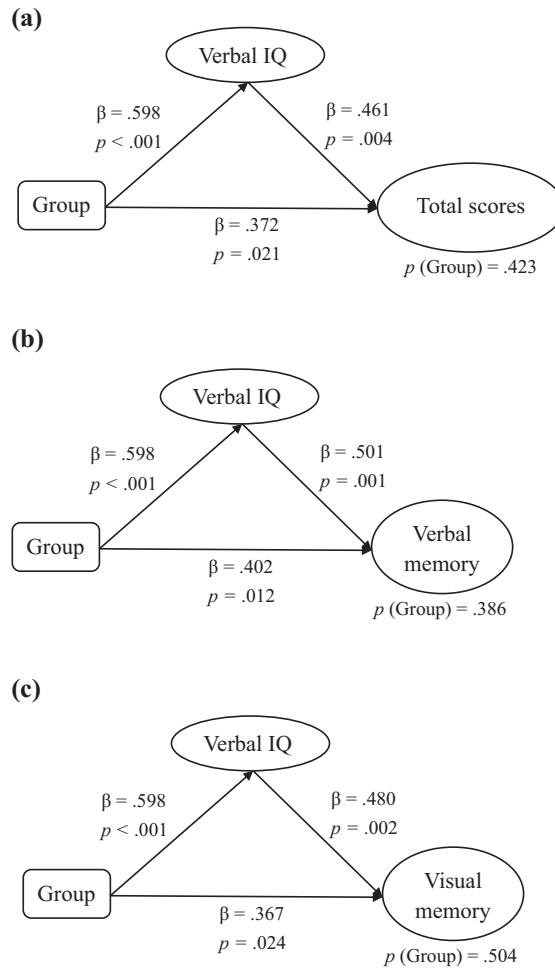 (a)
Verbal IQ
β = .598
p < .001
β = .461
p = .004
Group
Total scores
β = .372
p = .021
p (Group) = .423
(b)
Verbal IQ
β = .598
p < .001
β = .501
p = .001
Group
Verbal
memory
β = .402
p = .012
p (Group) = .386
(c)
Verbal IQ
β = .598
p < .001
β = .480
p = .002
Group
Visual
memory
β = .367
p = .024
p (Group) = .504